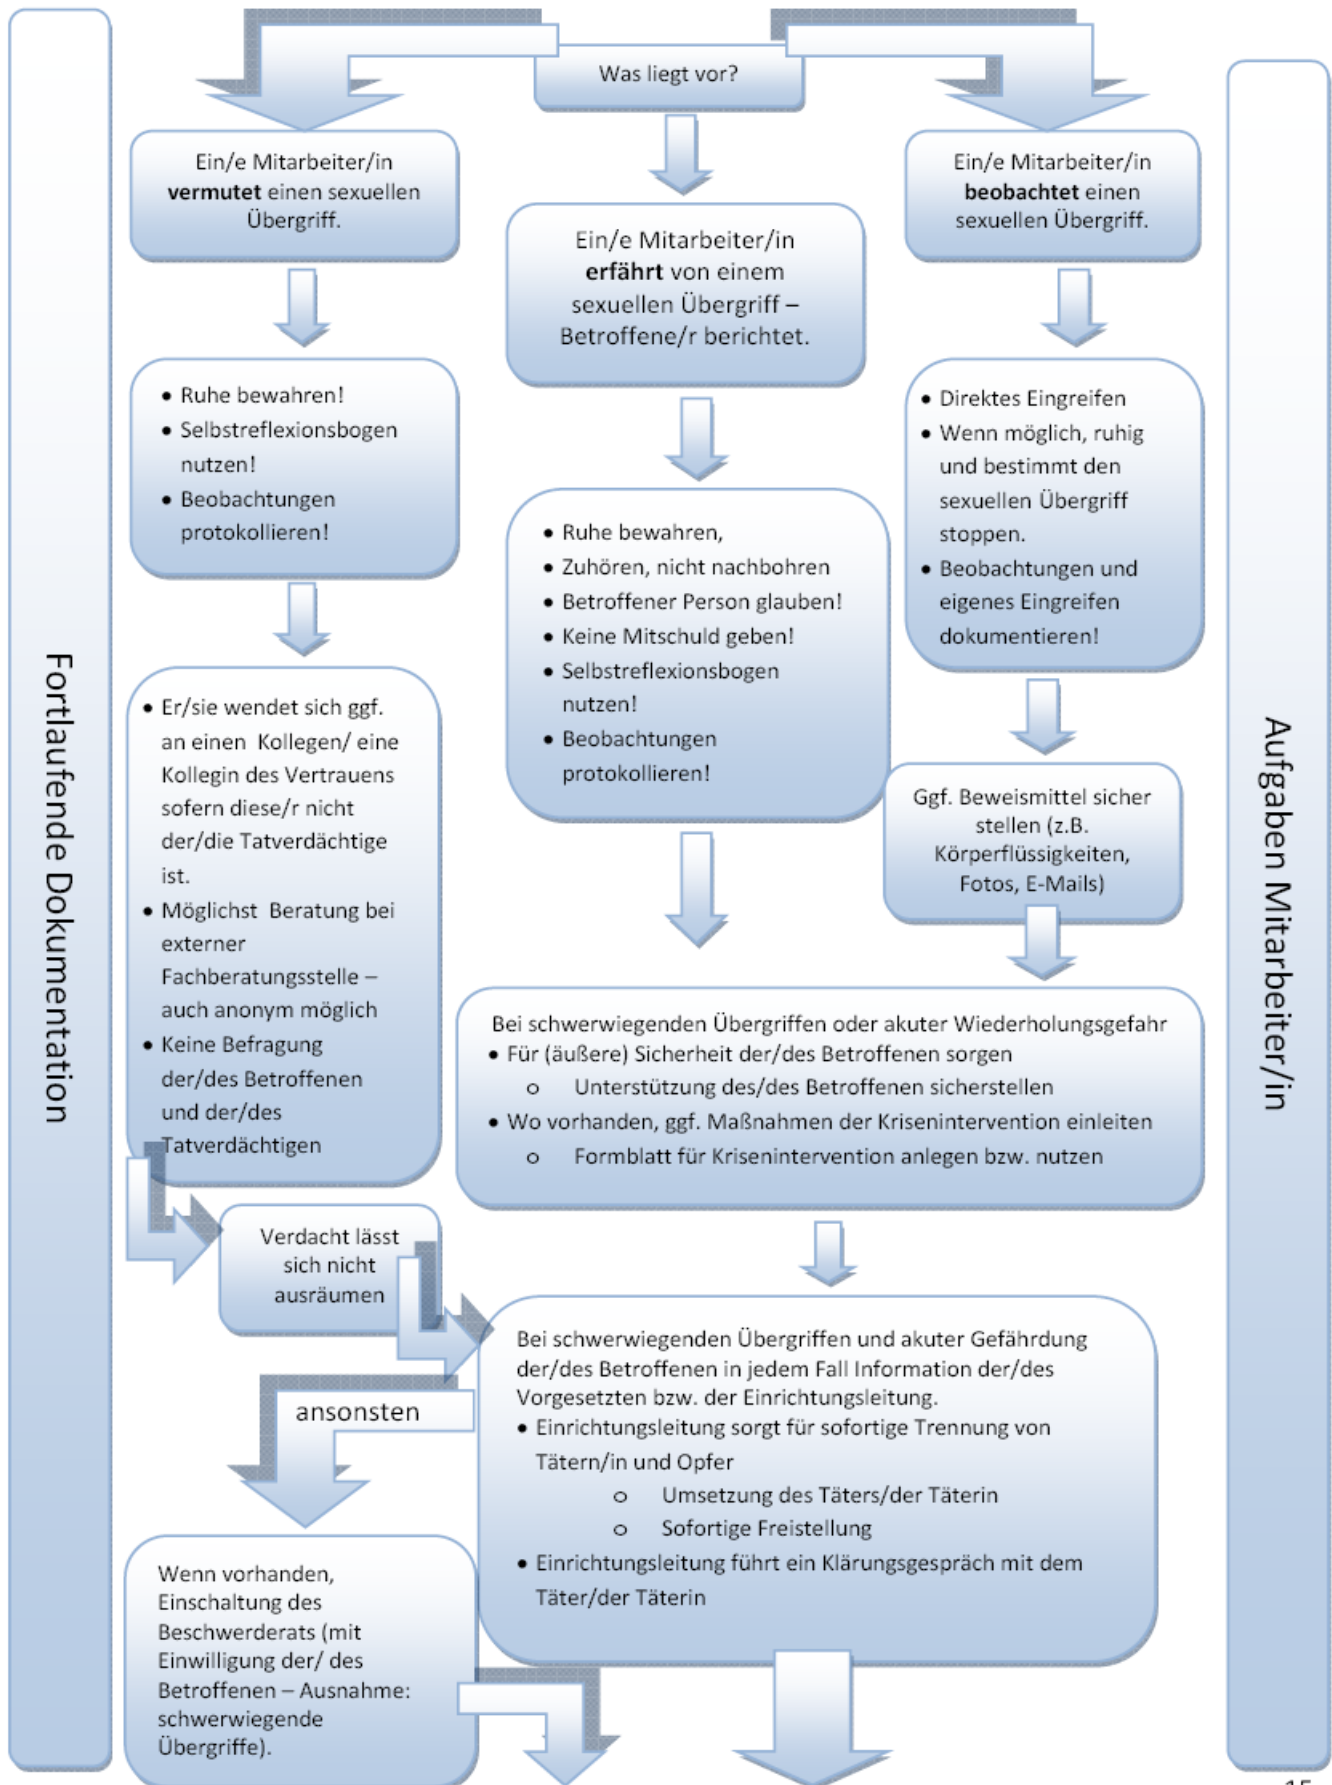 Was liegt vor?
Ein/e Mitarbeiter/in
vermutet einen sexuellen
Übergriff.
Ein/e Mitarbeiter/in
erfährt von einem
sexuellen Übergriff –
Betroffene/r berichtet.
Ein/e Mitarbeiter/in
beobachtet einen
sexuellen Übergriff.
• Ruhe bewahren!
• Selbstreflexionsbogen
nutzen!
• Beobachtungen
protokollieren!
• Ruhe bewahren,
• Zuhören, nicht nachbohren
• Betroffener Person glauben!
• Keine Mitschuld geben!
• Selbstreflexionsbogen
nutzen!
• Beobachtungen
protokollieren!
• Direktes Eingreifen
• Wenn möglich, ruhig
und bestimmt den
sexuellen Übergriff
stoppen.
• Beobachtungen und
eigenes Eingreifen
dokumentieren!
• Er/sie wendet sich ggf.
an einen Kollegen/ eine
Kollegin des Vertrauens
sofern diese/r nicht
der/die Tatverdächtige
ist.
• Möglichst Beratung bei
externer
Fachberatungsstelle –
auch anonym möglich
• Keine Befragung
der/des Betroffenen
und der/des
Tatverdächtigen
Ggf. Beweismittel sicher
stellen (z.B.
Körperflüssigkeiten,
Fotos, E-Mails)
Bei schwerwiegenden Übergriffen oder akuter Wiederholungsgefahr
• Für (äußere) Sicherheit der/des Betroffenen sorgen
o Unterstützung des/des Betroffenen sicherstellen
• Wo vorhanden, ggf. Maßnahmen der Krisenintervention einleiten
o Formblatt für Krisenintervention anlegen bzw. nutzen
Verdacht lässt
sich nicht
ausräumen
Bei schwerwiegenden Übergriffen und akuter Gefährdung
der/des Betroffenen in jedem Fall Information der/des
Vorgesetzten bzw. der Einrichtungsleitung.
• Einrichtungsleitung sorgt für sofortige Trennung von
Tätern/in und Opfer
o Umsetzung des Täters/der Täterin
o Sofortige Freistellung
• Einrichtungsleitung führt ein Klärungsgespräch mit dem
Täter/der Täterin
ansonsten
Wenn vorhanden,
Einschaltung des
Beschwerderats (mit
Einwilligung der/ des
Betroffenen – Ausnahme:
schwerwiegende
Übergriffe).
Fortlaufende Dokumentation
Aufgaben Mitarbeiter/in